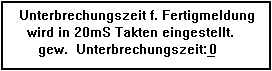 Unterbrechungszeit f. Fertigmeldung
wird in 20mS Takten eingestellt.
gew. Unterbrechungszeit: 0